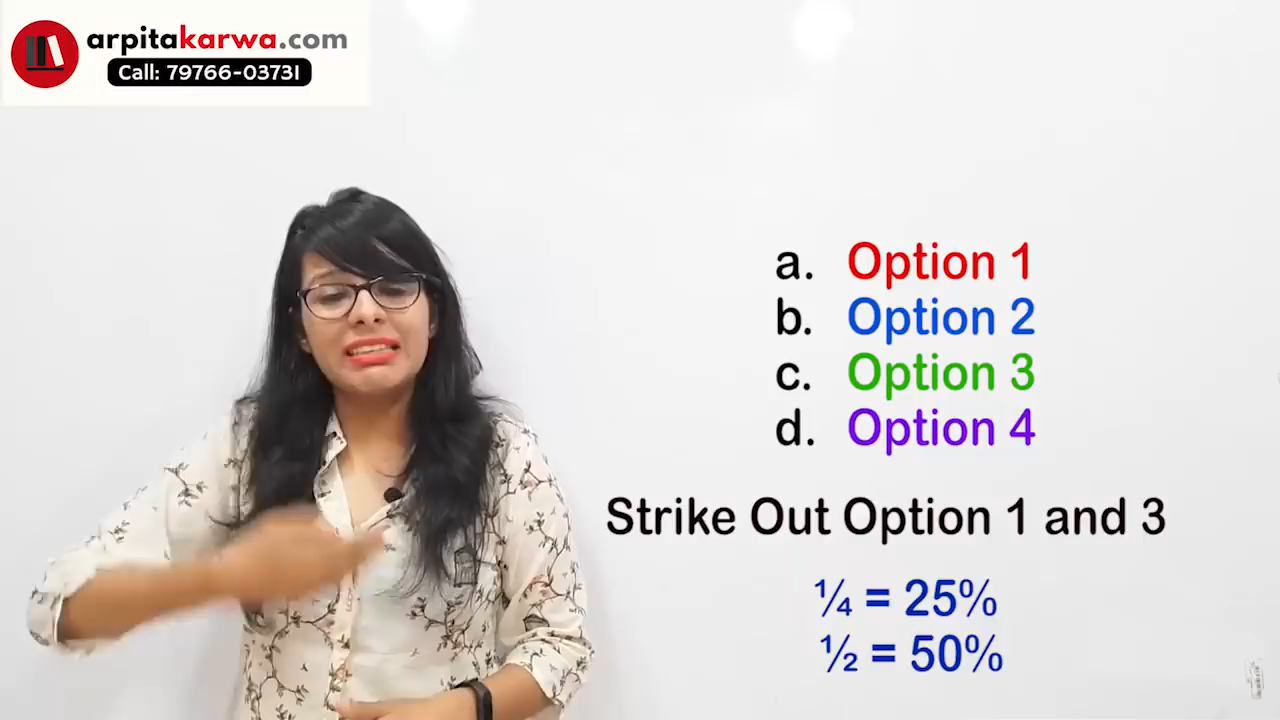 arpitakarwa.com
Call: 79766-03731
a. Option 1
b. Option 2
c. Option 3
d. Option 4
Strike Out Option 1 and 3
¼ = 25%
½ = 50%